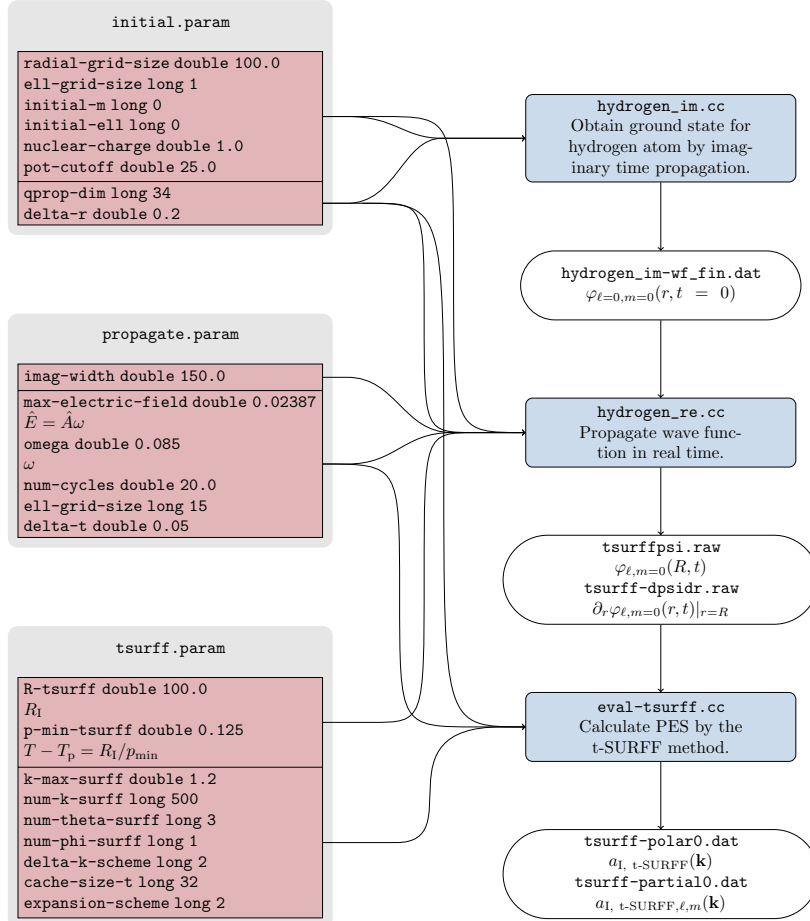 initial.param
radial-grid-size double 100.0
ell-grid-size long 1
initial-m long 0
initial-ell long 0
nuclear-charge double 1.0
pot-cutoff double 25.0
qprop-dim long 34
delta-r double 0.2
propagate.param
imag-width double 150.0
max-electric-field double 0.02387
Ê = Âω
omega double 0.085
ω
num-cycles double 20.0
ell-grid-size long 15
delta-t double 0.05
tsurff.param
R-tsurff double 100.0
R_I
p-min-tsurff double 0.125
T − T_p = R_I/p_min
k-max-surff double 1.2
num-k-surff long 500
num-theta-surff long 3
num-phi-surff long 1
delta-k-scheme long 2
cache-size-t long 32
expansion-scheme long 2
hydrogen_im.cc
Obtain ground state for
hydrogen atom by imag-
inary time propagation.
hydrogen_im-wf_fin.dat
φ_{ℓ=0,m=0}(r, t = 0)
hydrogen_re.cc
Propagate wave func-
tion in real time.
tsurffpsi.raw
φ_{ℓ,m=0}(R, t)
tsurff-dpsidr.raw
∂_rφ_{ℓ,m=0}(r, t)|_{r=R}
eval-tsurff.cc
Calculate PES by the
t-SURFF method.
tsurff-polar0.dat
a_{I, t-SURFF}(k)
tsurff-partial0.dat
a_{I, t-SURFF,ℓ,m}(k)